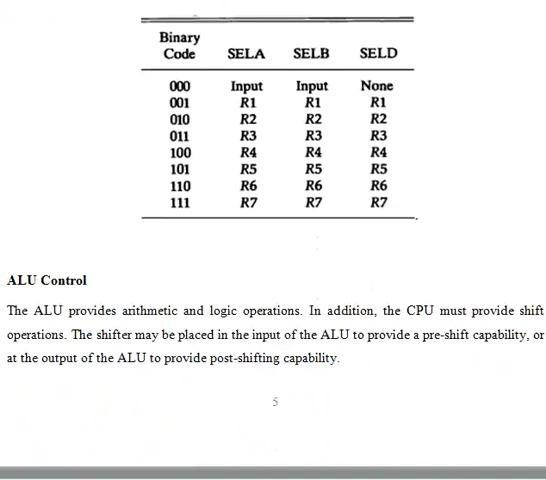 Binary
Code SELA SELB SELD
000 Input Input None
001 R1 R1 R1
010 R2 R2 R2
011 R3 R3 R3
100 R4 R4 R4
101 R5 R5 R5
110 R6 R6 R6
111 R7 R7 R7
ALU Control
The ALU provides arithmetic and logic operations. In addition, the CPU must provide shift
operations. The shifter may be placed in the input of the ALU to provide a pre-shift capability, or
at the output of the ALU to provide post-shifting capability.
5